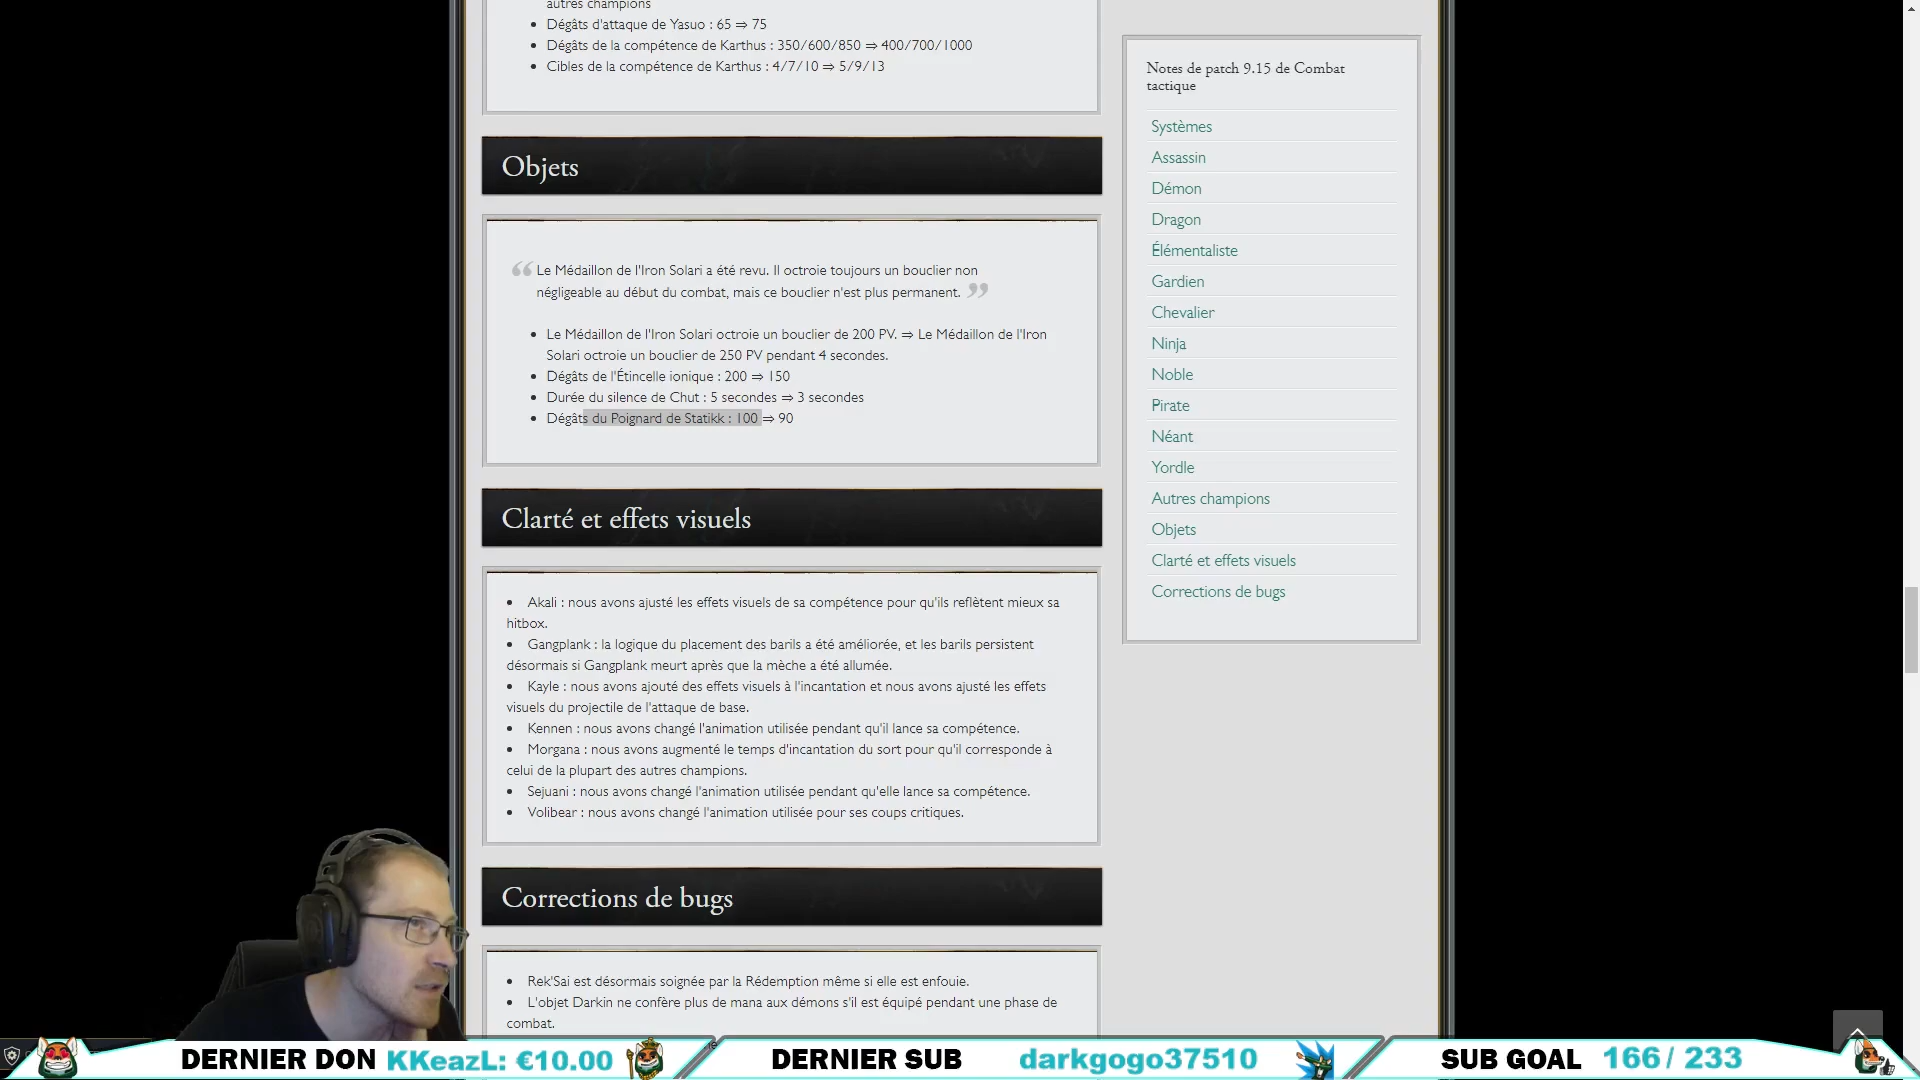 autres champions
• Dégâts d'attaque de Yasuo : 65 ⇒ 75
• Dégâts de la compétence de Karthus : 350/600/850 ⇒ 400/700/1000
• Cibles de la compétence de Karthus : 4/7/10 ⇒ 5/9/13
Objets
“ Le Médaillon de l'Iron Solari a été revu. Il octroie toujours un bouclier non
négligeable au début du combat, mais ce bouclier n'est plus permanent. ”
• Le Médaillon de l'Iron Solari octroie un bouclier de 200 PV. ⇒ Le Médaillon de l'Iron
Solari octroie un bouclier de 250 PV pendant 4 secondes.
• Dégâts de l'Étincelle ionique : 200 ⇒ 150
• Durée du silence de Chut : 5 secondes ⇒ 3 secondes
• Dégâts du Poignard de Statikk : 100 ⇒ 90
Clarté et effets visuels
• Akali : nous avons ajusté les effets visuels de sa compétence pour qu'ils reflètent mieux sa
hitbox.
• Gangplank : la logique du placement des barils a été améliorée, et les barils persistent
désormais si Gangplank meurt après que la mèche a été allumée.
• Kayle : nous avons ajouté des effets visuels à l'incantation et nous avons ajusté les effets
visuels du projectile de l'attaque de base.
• Kennen : nous avons changé l'animation utilisée pendant qu'il lance sa compétence.
• Morgana : nous avons augmenté le temps d'incantation du sort pour qu'il corresponde à
celui de la plupart des autres champions.
• Sejuani : nous avons changé l'animation utilisée pendant qu'elle lance sa compétence.
• Volibear : nous avons changé l'animation utilisée pour ses coups critiques.
Corrections de bugs
• Rek'Sai est désormais soignée par la Rédemption même si elle est enfouie.
• L'objet Darkin ne confère plus de mana aux démons s'il est équipé pendant une phase de
combat.
Notes de patch 9.15 de Combat
tactique
Systèmes
Assassin
Démon
Dragon
Élémentaliste
Gardien
Chevalier
Ninja
Noble
Pirate
Néant
Yordle
Autres champions
Objets
Clarté et effets visuels
Corrections de bugs
DERNIER DON KKeazL: €10.00
DERNIER SUB darkgogo37510
SUB GOAL 166 / 233